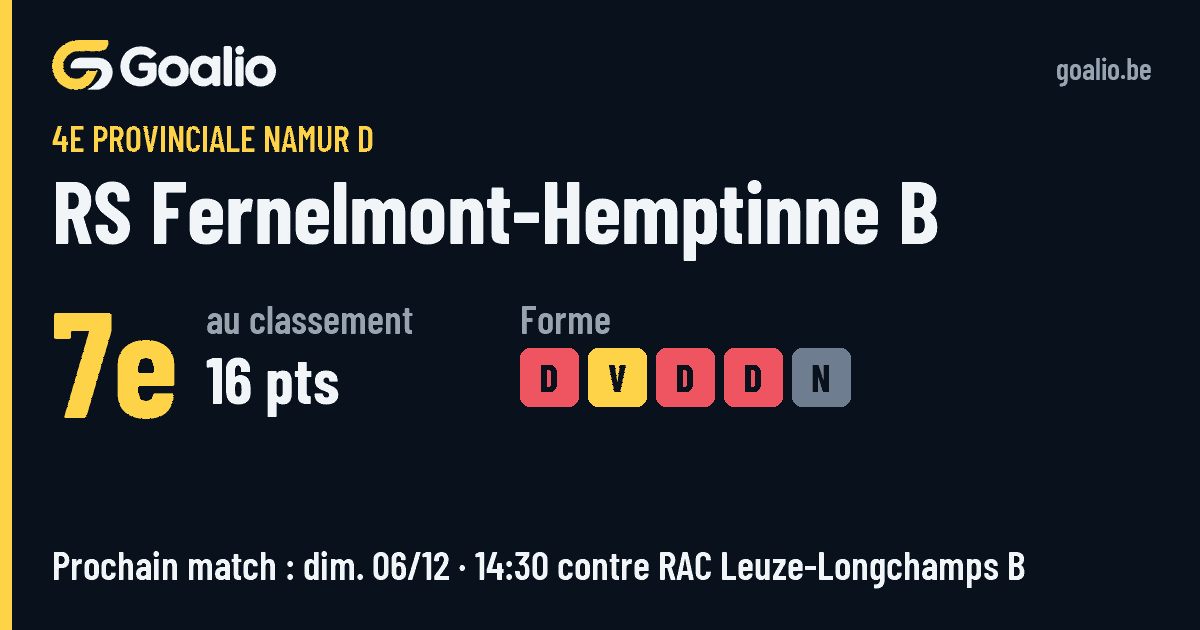 Goalio
goalio.be
4E PROVINCIALE NAMUR D
RS Fernelmont-Hemptinne B
7e
au classement
16 pts
Forme
D V D D N
Prochain match : dim. 06/12 · 14:30 contre RAC Leuze-Longchamps B